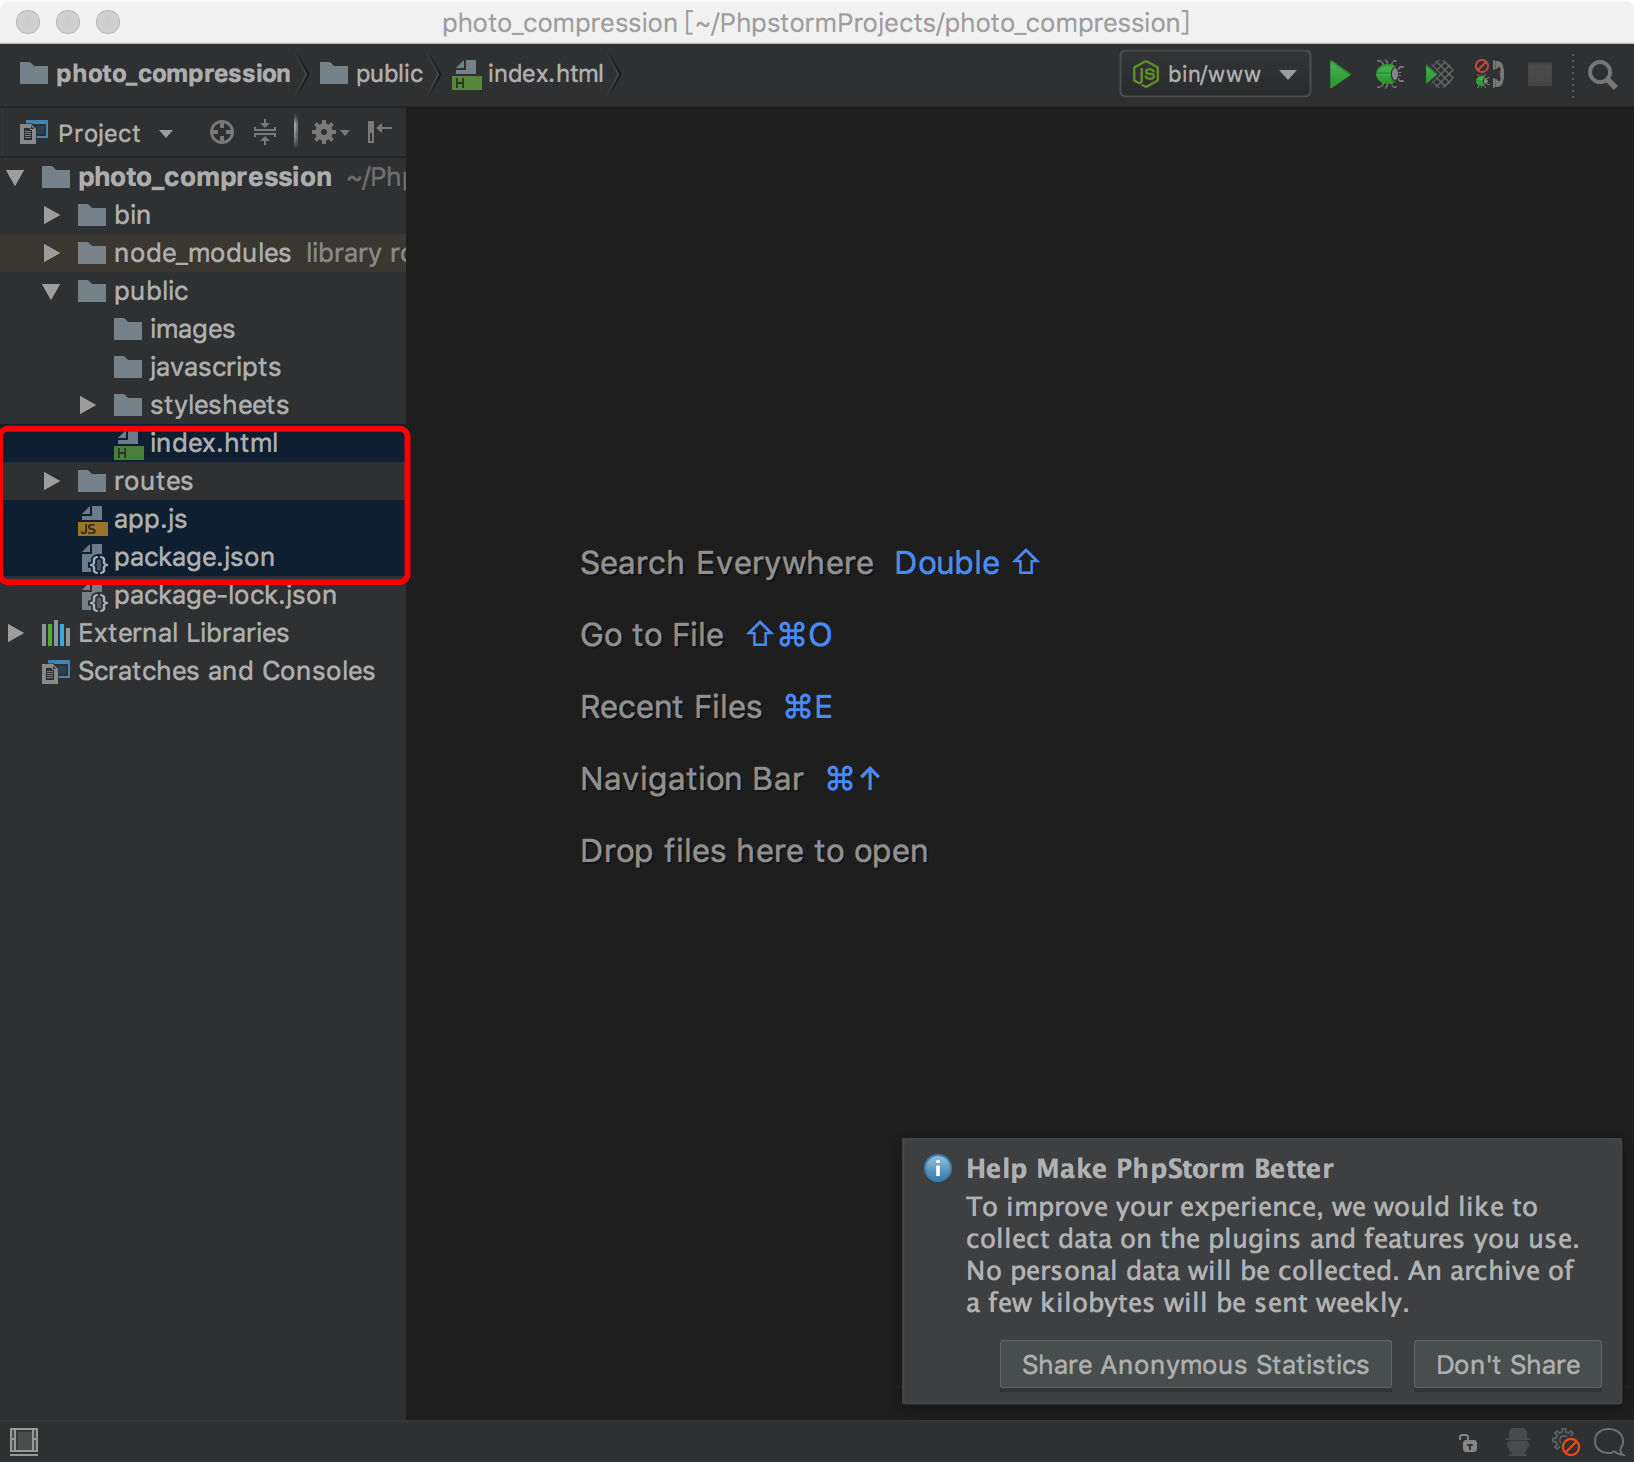 photo_compression [~/PhpstormProjects/photo_compression]
photo_compression public index.html bin/www
Project
photo_compression ~/Php
bin
node_modules library ro
public
images
javascripts
stylesheets
index.html
routes
app.js
package.json
package-lock.json
External Libraries
Scratches and Consoles
Search Everywhere Double ⇧
Go to File ⇧⌘O
Recent Files ⌘E
Navigation Bar ⌘↑
Drop files here to open
Help Make PhpStorm Better
To improve your experience, we would like to
collect data on the plugins and features you use.
No personal data will be collected. An archive of
a few kilobytes will be sent weekly.
Share Anonymous Statistics Don't Share